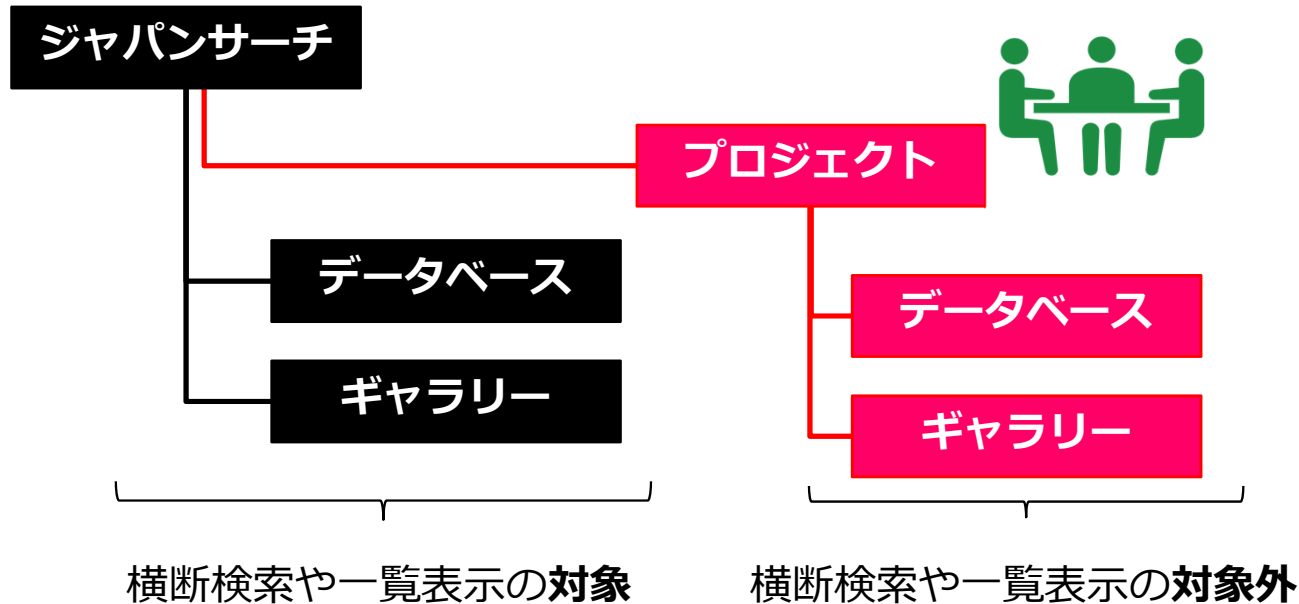 ジャパンサーチ
プロジェクト
データベース
データベース
ギャラリー
ギャラリー
横断検索や一覧表示の対象
横断検索や一覧表示の対象外